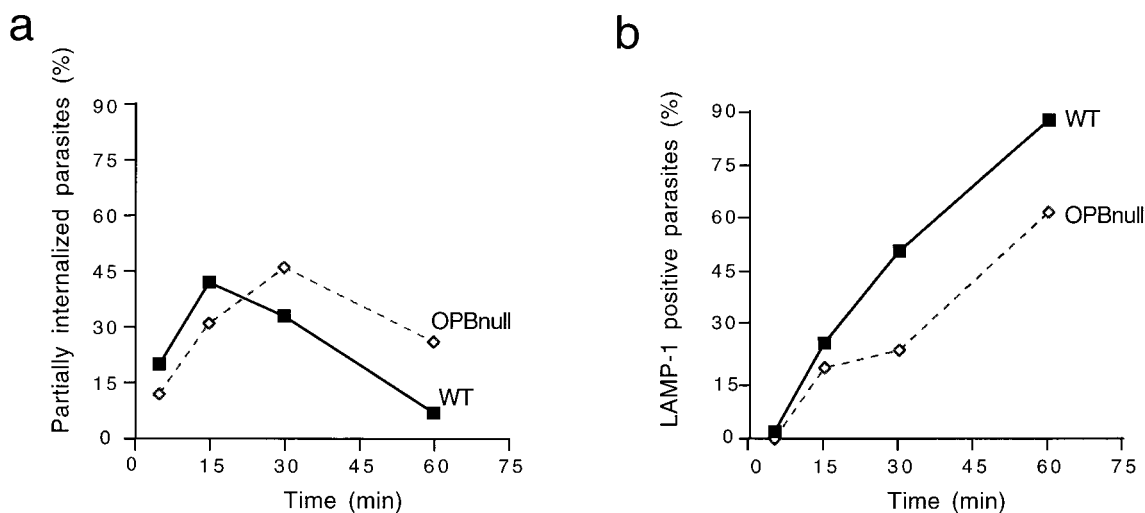 a
Partially internalized parasites (%)
90
75
60
45
30
15
0
0 15 30 45 60 75
Time (min)
OPBnull
WT
b
LAMP-1 positive parasites (%)
90
75
60
45
30
15
0
0 15 30 45 60 75
Time (min)
WT
OPBnull